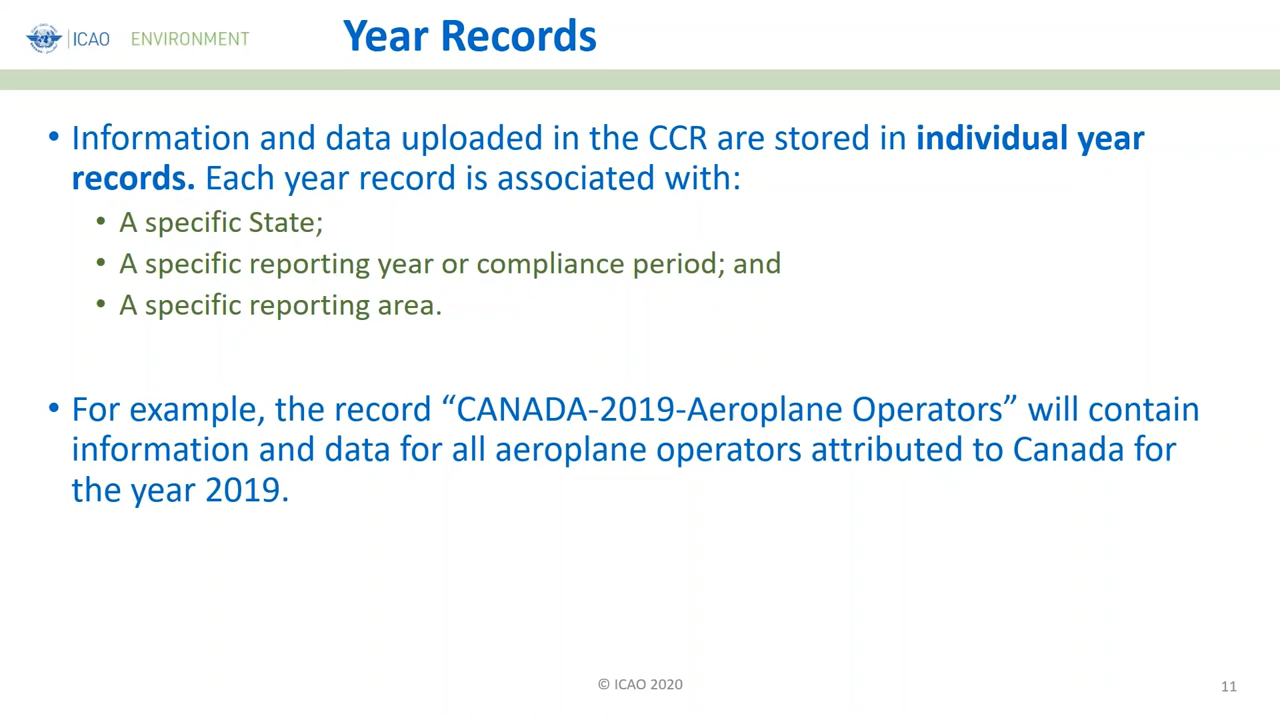 ICAO ENVIRONMENT
Year Records
• Information and data uploaded in the CCR are stored in individual year
records. Each year record is associated with:
• A specific State;
• A specific reporting year or compliance period; and
• A specific reporting area.
• For example, the record “CANADA-2019-Aeroplane Operators” will contain
information and data for all aeroplane operators attributed to Canada for
the year 2019.
© ICAO 2020
11